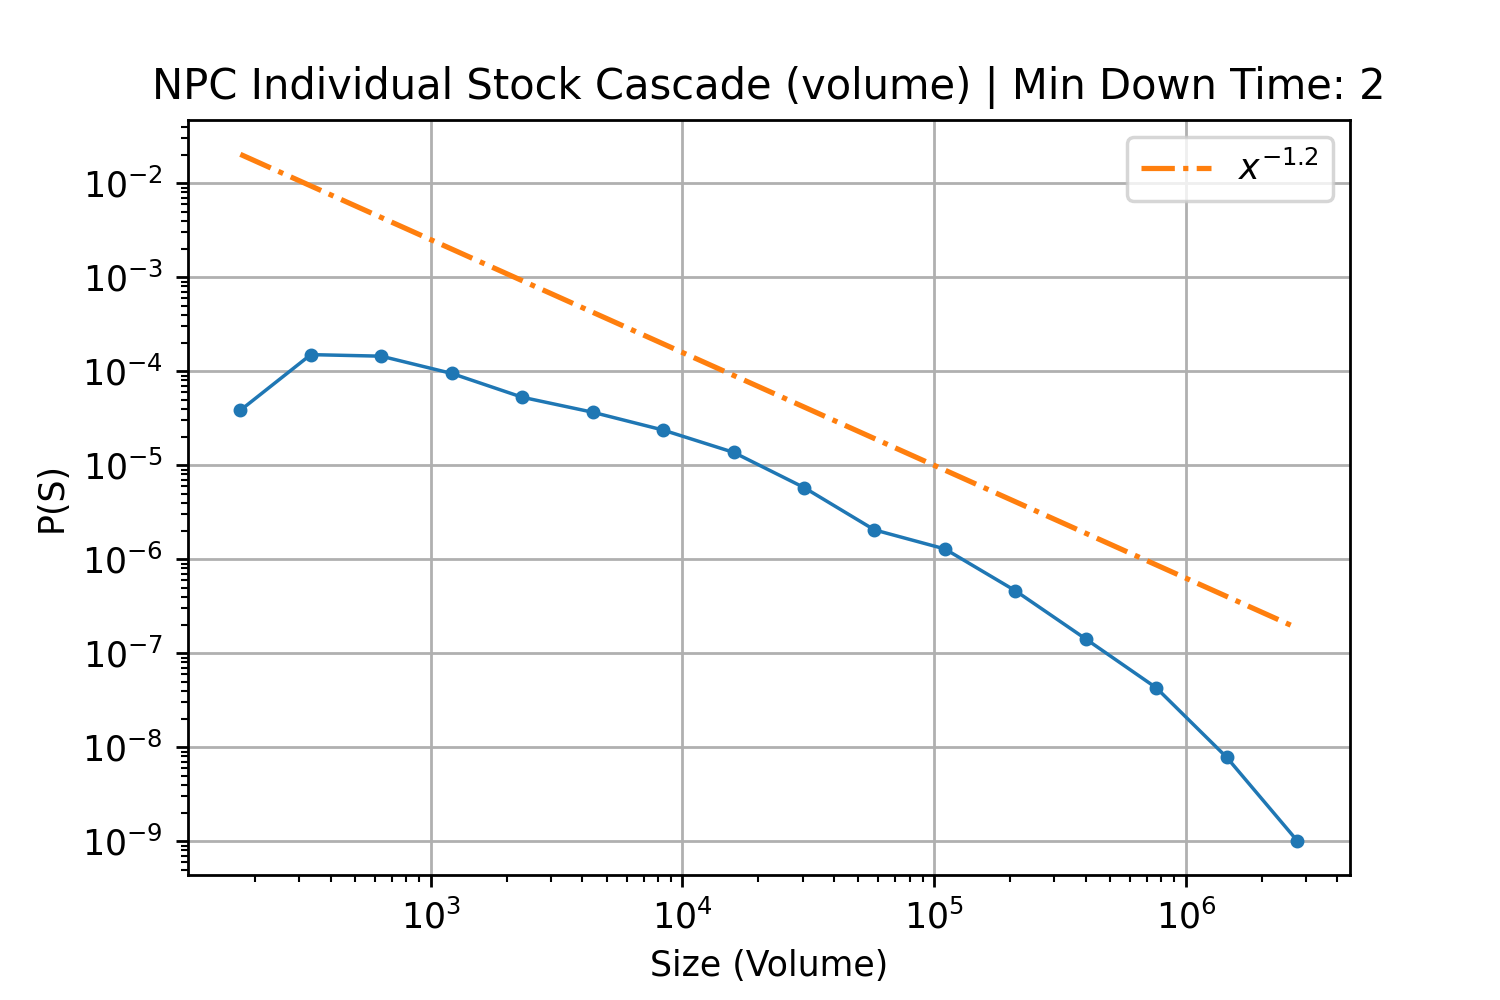 NPC Individual Stock Cascade (volume) | Min Down Time: 2
x^{-1.2}
10^{-2}
10^{-3}
10^{-4}
10^{-5}
10^{-6}
10^{-7}
10^{-8}
10^{-9}
P(S)
10^3 10^4 10^5 10^6
Size (Volume)